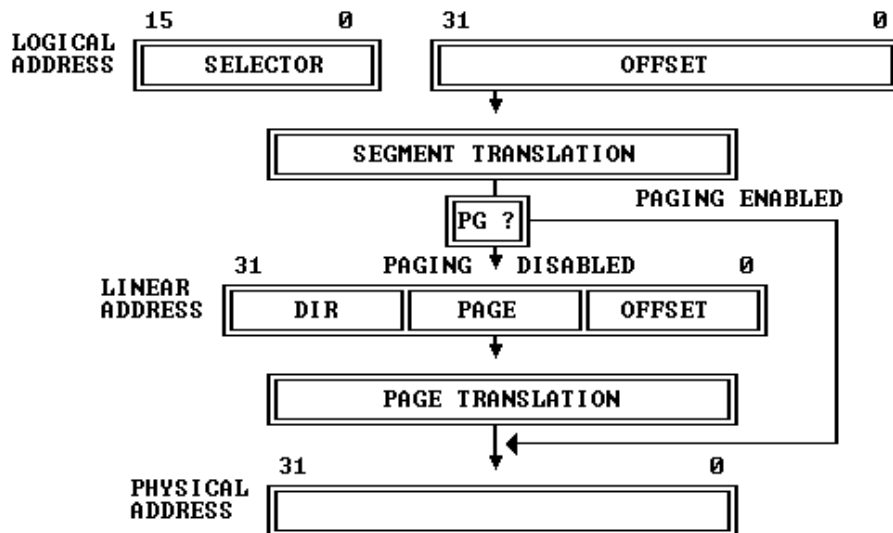 15 0 31 0
LOGICAL
ADDRESS
SELECTOR OFFSET
SEGMENT TRANSLATION
PAGING ENABLED
PG ?
31 PAGING DISABLED 0
LINEAR
ADDRESS
DIR PAGE OFFSET
PAGE TRANSLATION
31 0
PHYSICAL
ADDRESS